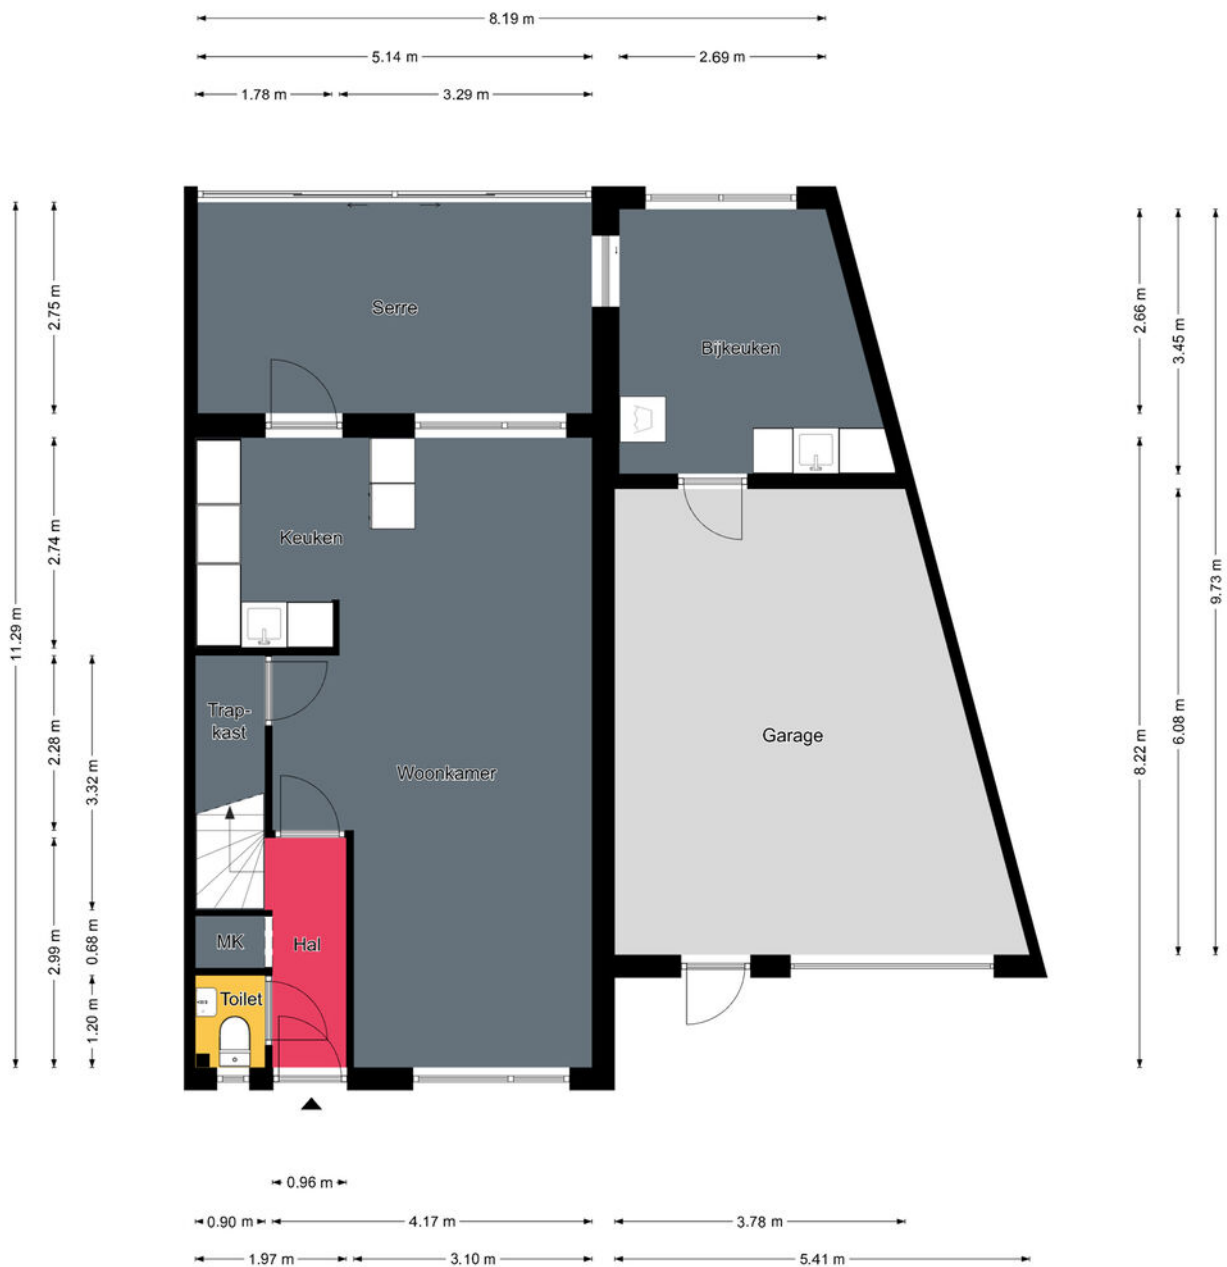 8.19 m
5.14 m
2.69 m
1.78 m
3.29 m
Serre
Bijkeuken
Keuken
Trap-
kast
Woonkamer
Garage
MK
Hal
Toilet
11.29 m
2.75 m
2.74 m
2.28 m
2.99 m
3.32 m
0.68 m
1.20 m
2.66 m
8.22 m
3.45 m
6.08 m
9.73 m
0.96 m
0.90 m
4.17 m
3.78 m
1.97 m
3.10 m
5.41 m